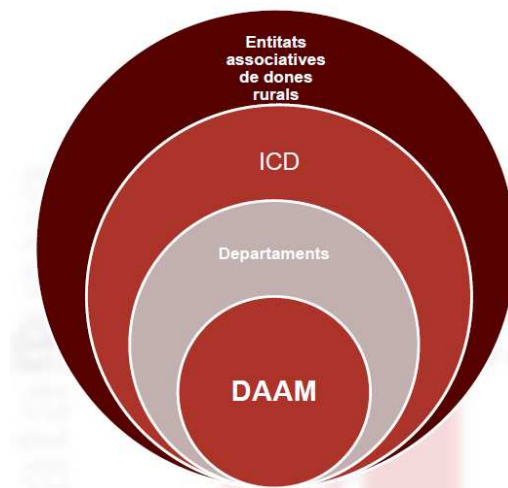 Entitats
associatives
de dones
rurals
ICD
Departaments
DAAM